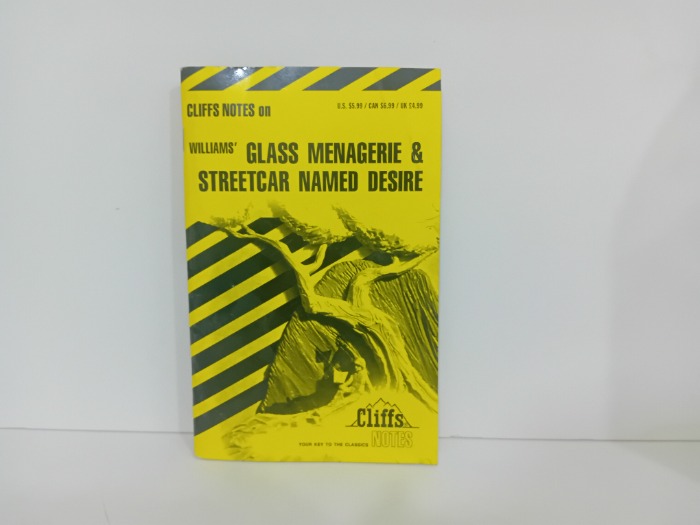 CLIFFS NOTES on
U.S. $5.99 / CAN $6.99 / UK £4.99
WILLIAMS' GLASS MENAGERIE &
STREETCAR NAMED DESIRE
Cliffs
NOTES
YOUR KEY TO THE CLASSICS